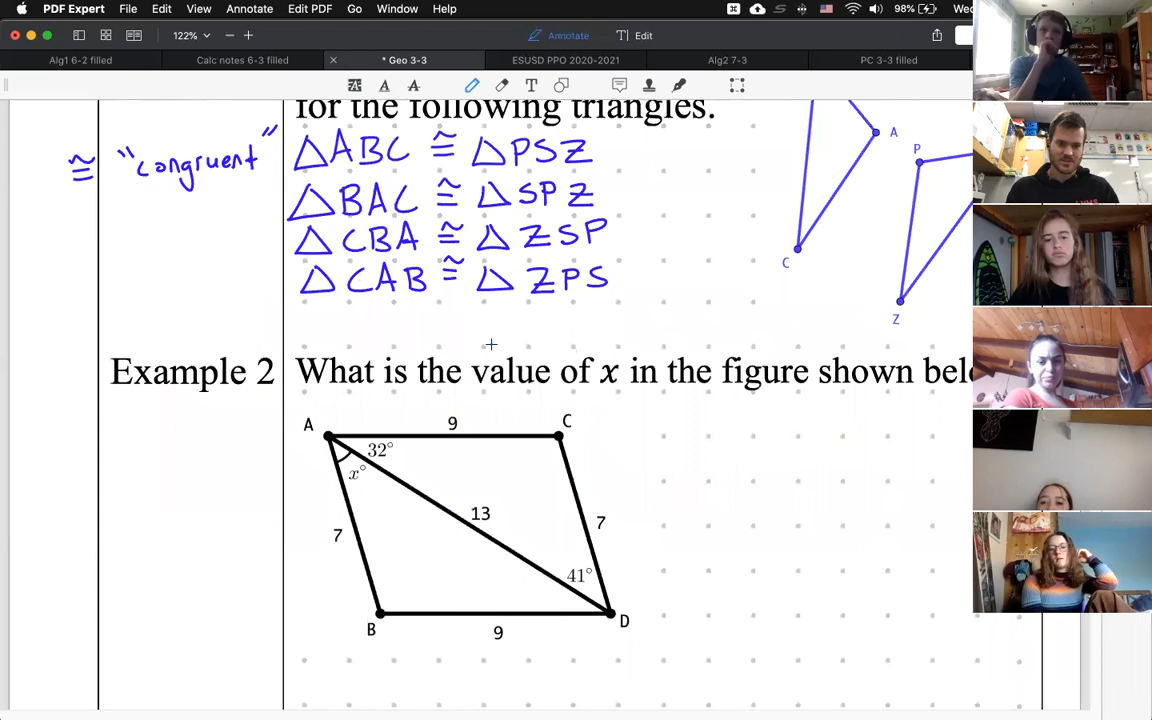 PDF Expert File Edit View Annotate Edit PDF Go Window Help 98% Wed
122% Annotate Edit
Alg1 6-2 filled Calc notes 6-3 filled * Geo 3-3 ESUSD PPO 2020-2021 Alg2 7-3 PC 3-3 filled
for the following triangles.
≅ "congruent"
△ABC ≅ △PSZ
△BAC ≅ △SPZ
△CBA ≅ △ZSP
△CAB ≅ △ZPS
A
P
C
Z
Example 2 What is the value of x in the figure shown
A 9 C
32°
x°
7 13 7
41°
B 9 D